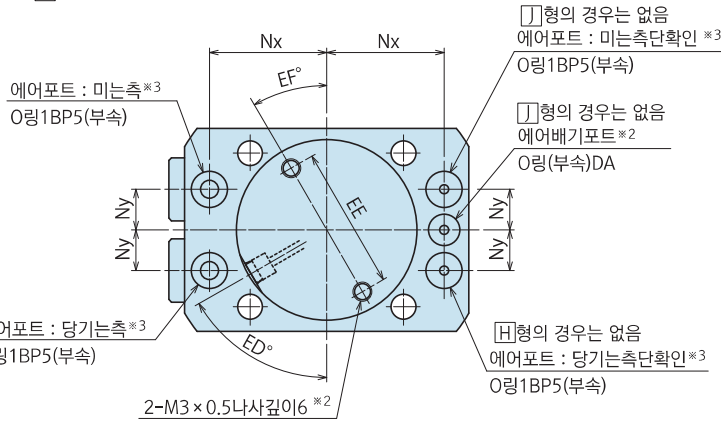 J형의 경우는 없음
에어포트 : 미는측단확인 ※3
O링1BP5(부속)
Nx
Nx
EF°
에어포트 : 미는측※3
O링1BP5(부속)
J형의 경우는 없음
에어배기포트※2
O링(부속)DA
EE
Ny
Ny
Ny
Ny
어포트 : 당기는측※3
링1BP5(부속)
ED°
H형의 경우는 없음
에어포트 : 당기는측단확인※3
O링1BP5(부속)
2-M3×0.5나사깊이6 ※2